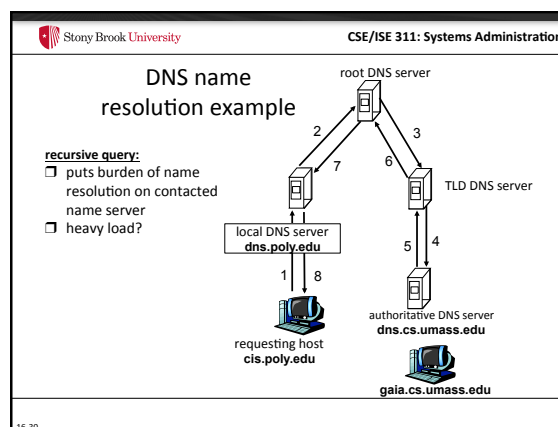 Stony Brook University
CSE/ISE 311: Systems Administration
DNS name
resolution example
root DNS server
recursive query:
❒ puts burden of name
resolution on contacted
name server
❒ heavy load?
2
3
7
6
TLD DNS server
local DNS server
dns.poly.edu
5
4
1
8
authoritative DNS server
dns.cs.umass.edu
requesting host
cis.poly.edu
gaia.cs.umass.edu